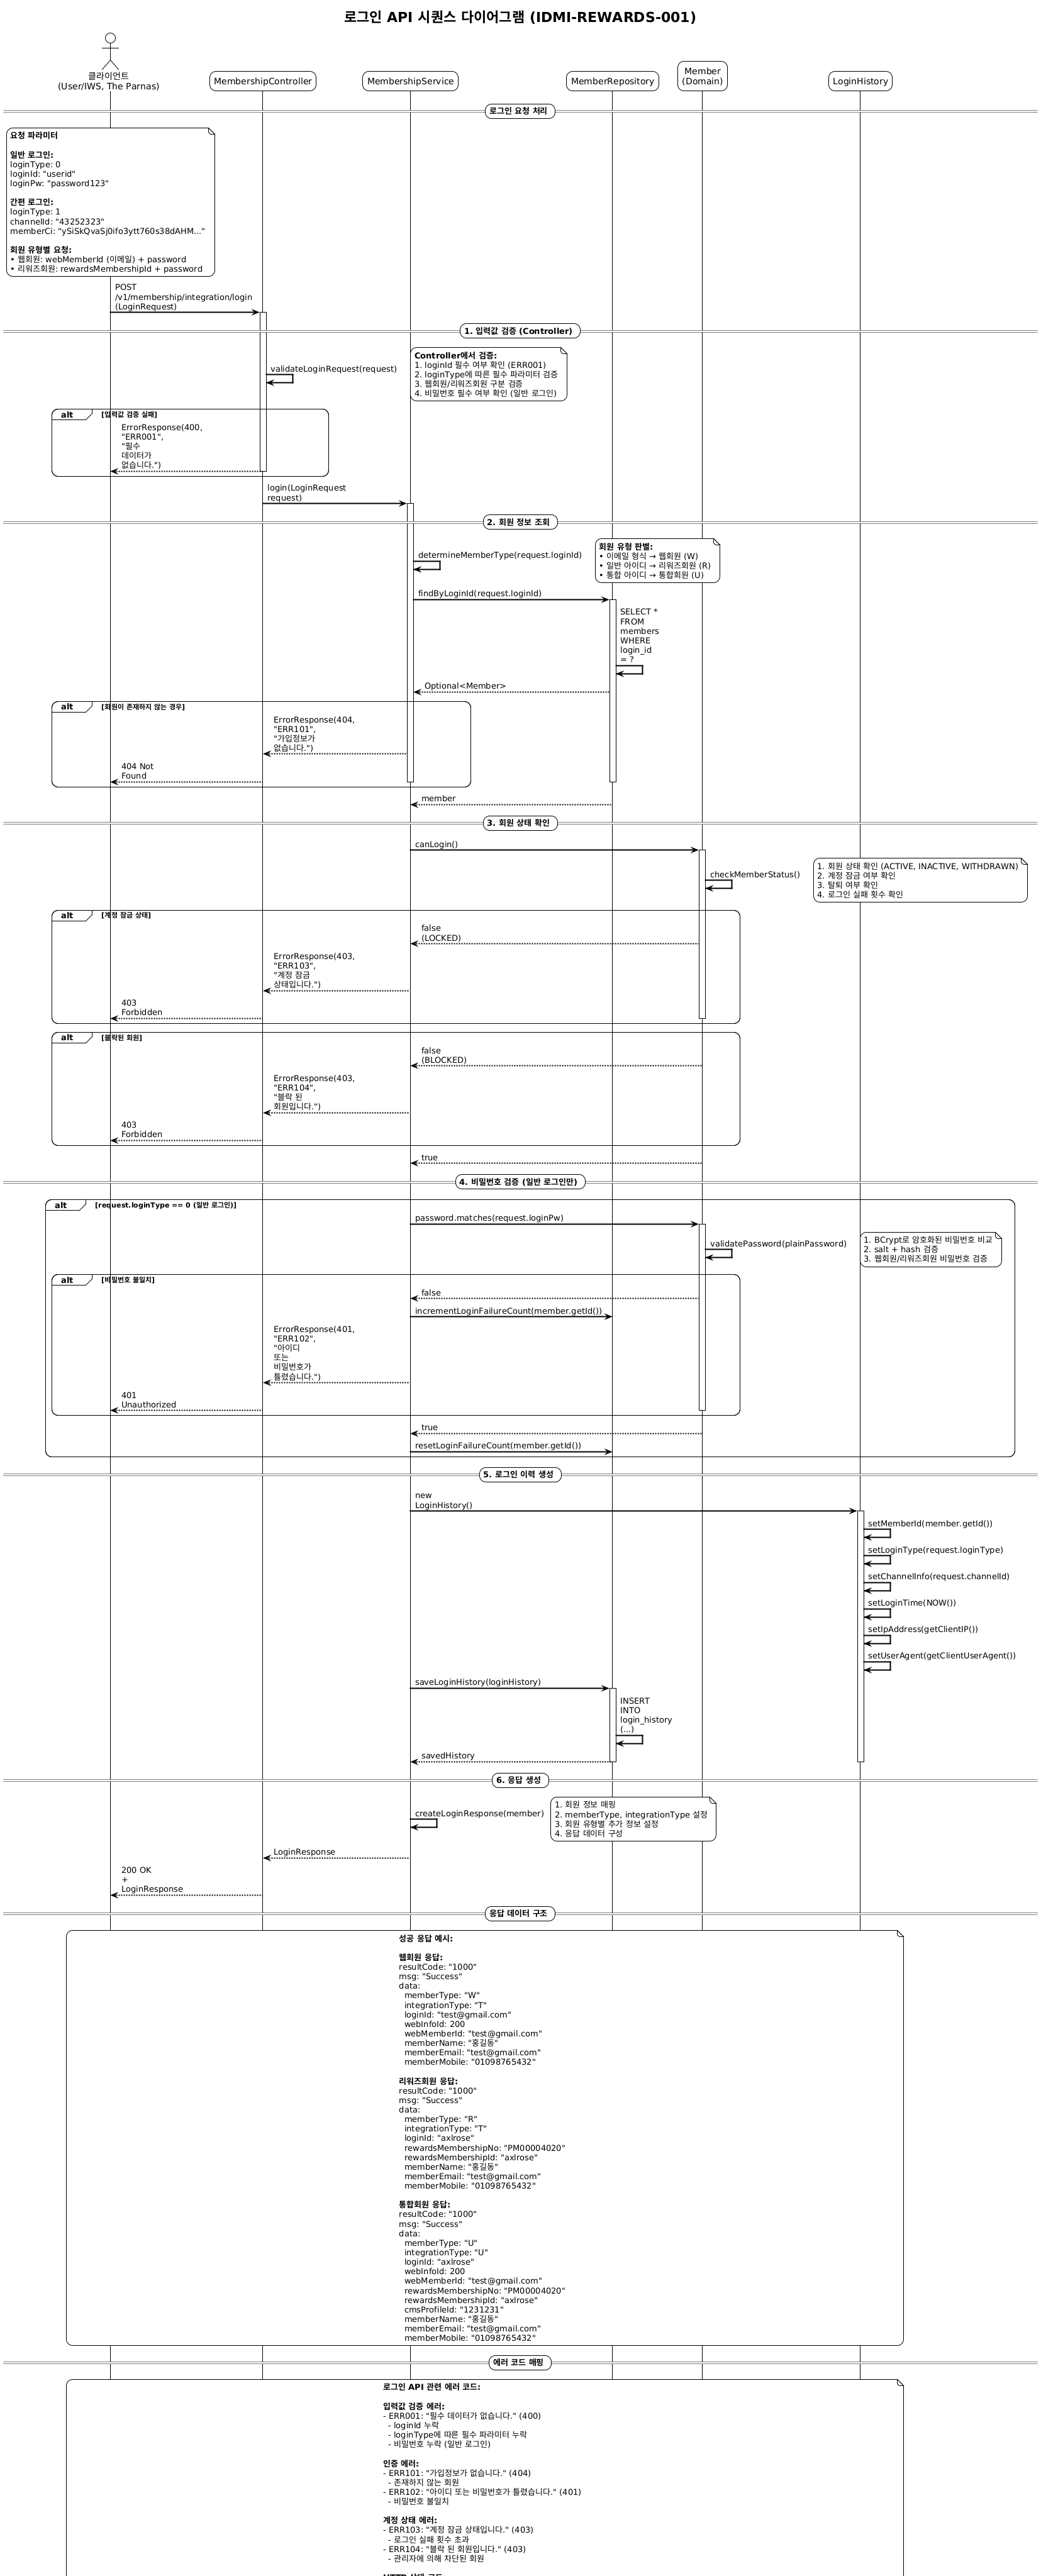 로그인 API 시퀀스 다이어그램 (IDMI-REWARDS-001)
클라이언트
(User/IWS, The Parnas)
MembershipController
MembershipService
MemberRepository
Member
(Domain)
LoginHistory
로그인 요청 처리
요청 파라미터
일반 로그인:
loginType: 0
loginId: "userid"
loginPw: "password123"
간편 로그인:
loginType: 1
channelId: "43252323"
memberCi: "ySiSkQvaSj0ifo3ytt760s38dAHM..."
회원 유형별 요청:
• 웹회원: webMemberId (이메일) + password
• 리워즈회원: rewardsMembershipId + password
POST
/v1/membership/integration/login
(LoginRequest)
1. 입력값 검증 (Controller)
validateLoginRequest(request)
Controller에서 검증:
1. loginId 필수 여부 확인 (ERR001)
2. loginType에 따른 필수 파라미터 검증
3. 웹회원/리워즈회원 구분 검증
4. 비밀번호 필수 여부 확인 (일반 로그인)
alt
[입력값 검증 실패]
ErrorResponse(400,
"ERR001",
"필수
데이터가
없습니다.")
login(LoginRequest
request)
2. 회원 정보 조회
determineMemberType(request.loginId)
회원 유형 판별:
• 이메일 형식 → 웹회원 (W)
• 일반 아이디 → 리워즈회원 (R)
• 통합 아이디 → 통합회원 (U)
findByLoginId(request.loginId)
SELECT *
FROM
members
WHERE
login_id
= ?
Optional<Member>
alt
[회원이 존재하지 않는 경우]
ErrorResponse(404,
"ERR101",
"가입정보가
없습니다.")
404 Not
Found
member
3. 회원 상태 확인
canLogin()
checkMemberStatus()
1. 회원 상태 확인 (ACTIVE, INACTIVE, WITHDRAWN)
2. 계정 잠금 여부 확인
3. 탈퇴 여부 확인
4. 로그인 실패 횟수 확인
alt
[계정 잠금 상태]
false
(LOCKED)
ErrorResponse(403,
"ERR103",
"계정 잠금
상태입니다.")
403
Forbidden
alt
[블락된 회원]
false
(BLOCKED)
ErrorResponse(403,
"ERR104",
"블락 된
회원입니다.")
403
Forbidden
true
4. 비밀번호 검증 (일반 로그인만)
alt
[request.loginType == 0 (일반 로그인)]
password.matches(request.loginPw)
validatePassword(plainPassword)
1. BCrypt로 암호화된 비밀번호 비교
2. salt + hash 검증
3. 웹회원/리워즈회원 비밀번호 검증
alt
[비밀번호 불일치]
false
incrementLoginFailureCount(member.getId())
ErrorResponse(401,
"ERR102",
"아이디
또는
비밀번호가
틀렸습니다.")
401
Unauthorized
true
resetLoginFailureCount(member.getId())
5. 로그인 이력 생성
new
LoginHistory()
setMemberId(member.getId())
setLoginType(request.loginType)
setChannelInfo(request.channelId)
setLoginTime(NOW())
setIpAddress(getClientIP())
setUserAgent(getClientUserAgent())
saveLoginHistory(loginHistory)
INSERT
INTO
login_history
(...)
savedHistory
6. 응답 생성
createLoginResponse(member)
1. 회원 정보 매핑
2. memberType, integrationType 설정
3. 회원 유형별 추가 정보 설정
4. 응답 데이터 구성
LoginResponse
200 OK
+
LoginResponse
응답 데이터 구조
성공 응답 예시:
웹회원 응답:
resultCode: "1000"
msg: "Success"
data:
memberType: "W"
integrationType: "T"
loginId: "test@gmail.com"
webInfoId: 200
webMemberId: "test@gmail.com"
memberName: "홍길동"
memberEmail: "test@gmail.com"
memberMobile: "01098765432"
리워즈회원 응답:
resultCode: "1000"
msg: "Success"
data:
memberType: "R"
integrationType: "T"
loginId: "axlrose"
rewardsMembershipNo: "PM00004020"
rewardsMembershipId: "axlrose"
memberName: "홍길동"
memberEmail: "test@gmail.com"
memberMobile: "01098765432"
통합회원 응답:
resultCode: "1000"
msg: "Success"
data:
memberType: "U"
integrationType: "U"
loginId: "axlrose"
webInfoId: 200
webMemberId: "test@gmail.com"
rewardsMembershipNo: "PM00004020"
rewardsMembershipId: "axlrose"
cmsProfileId: "1231231"
memberName: "홍길동"
memberEmail: "test@gmail.com"
memberMobile: "01098765432"
에러 코드 매핑
로그인 API 관련 에러 코드:
입력값 검증 에러:
- ERR001: "필수 데이터가 없습니다." (400)
- loginId 누락
- loginType에 따른 필수 파라미터 누락
- 비밀번호 누락 (일반 로그인)
인증 에러:
- ERR101: "가입정보가 없습니다." (404)
- 존재하지 않는 회원
- ERR102: "아이디 또는 비밀번호가 틀렸습니다." (401)
- 비밀번호 불일치
계정 상태 에러:
- ERR103: "계정 잠금 상태입니다." (403)
- 로그인 실패 횟수 초과
- ERR104: "블락 된 회원입니다." (403)
- 관리자에 의해 차단된 회원